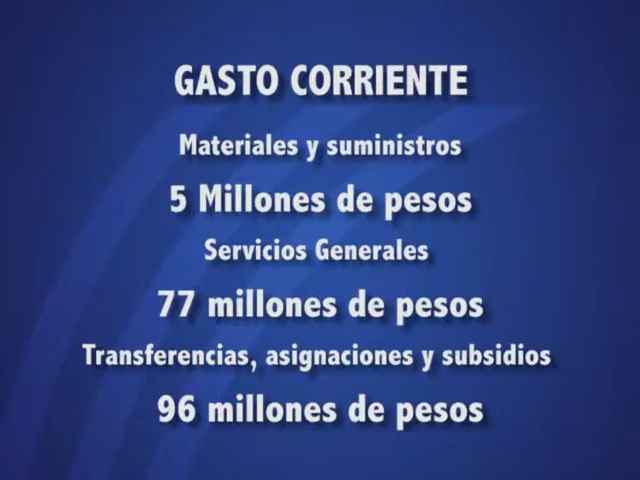 GASTO CORRIENTE
Materiales y suministros
5 Millones de pesos
Servicios Generales
77 millones de pesos
Transferencias, asignaciones y subsidios
96 millones de pesos